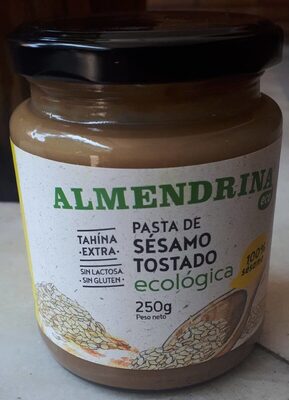 ALMENDRINA
ECO
TAHÍNA
·EXTRA·
SIN LACTOSA
·SIN GLUTEN·
PASTA DE
SÉSAMO
TOSTADO
ecológica
250g
Peso neto
100%
sésamo